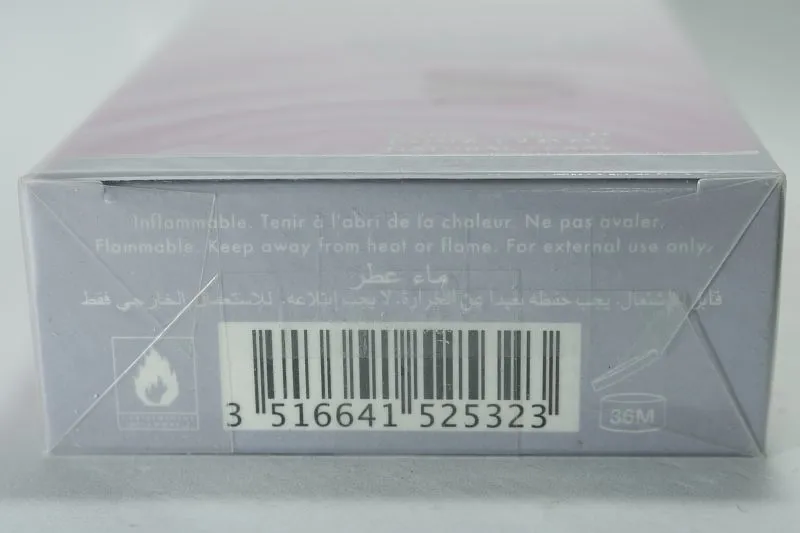 Inflammable. Tenir à l'abri de la chaleur. Ne pas avaler.
Flammable. Keep away from heat or flame. For external use only.
ماء عطر
قابل للإشتعال. يجب حفظه بعيداً عن الحرارة. لا يجب ابتلاعه. للاستعمال الخارجي فقط
36M
3 516641 525323